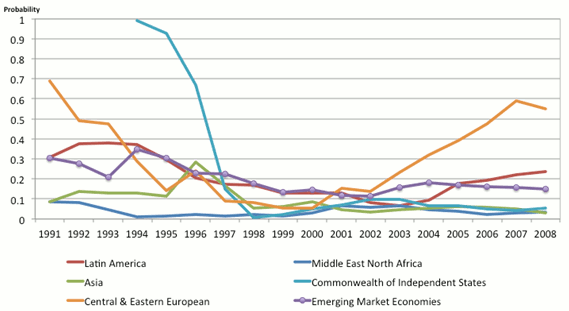 Probability
1
0.9
0.8
0.7
0.6
0.5
0.4
0.3
0.2
0.1
0
1991 1992 1993 1994 1995 1996 1997 1998 1999 2000 2001 2002 2003 2004 2005 2006 2007 2008
Latin America Middle East North Africa
Asia Commonwealth of Independent States
Central & Eastern European Emerging Market Economies